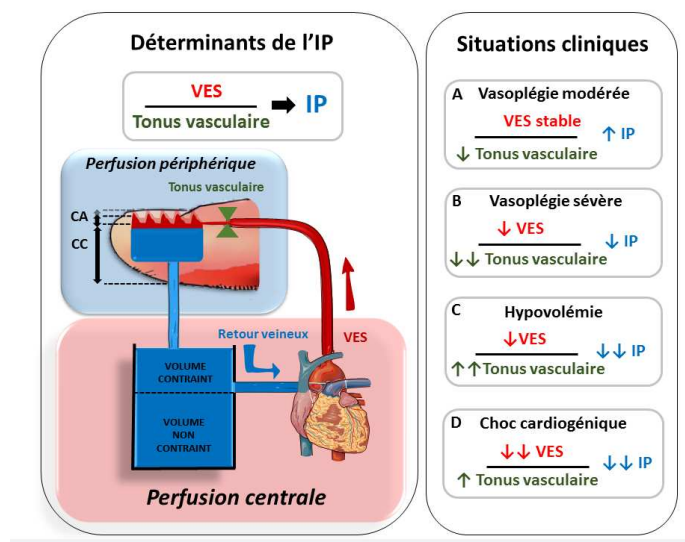 Déterminants de l’IP
VES
Tonus vasculaire
IP
Perfusion périphérique
Tonus vasculaire
CA
CC
Retour veineux
VES
VOLUME
CONTRAINT
VOLUME
NON
CONTRAINT
Perfusion centrale
Situations cliniques
A Vasoplégie modérée
VES stable
↑ IP
↓ Tonus vasculaire
B Vasoplégie sévère
↓ VES
↓ IP
↓↓ Tonus vasculaire
C Hypovolémie
↓VES
↓↓ IP
↑↑Tonus vasculaire
D Choc cardiogénique
↓↓ VES
↓↓ IP
↑ Tonus vasculaire